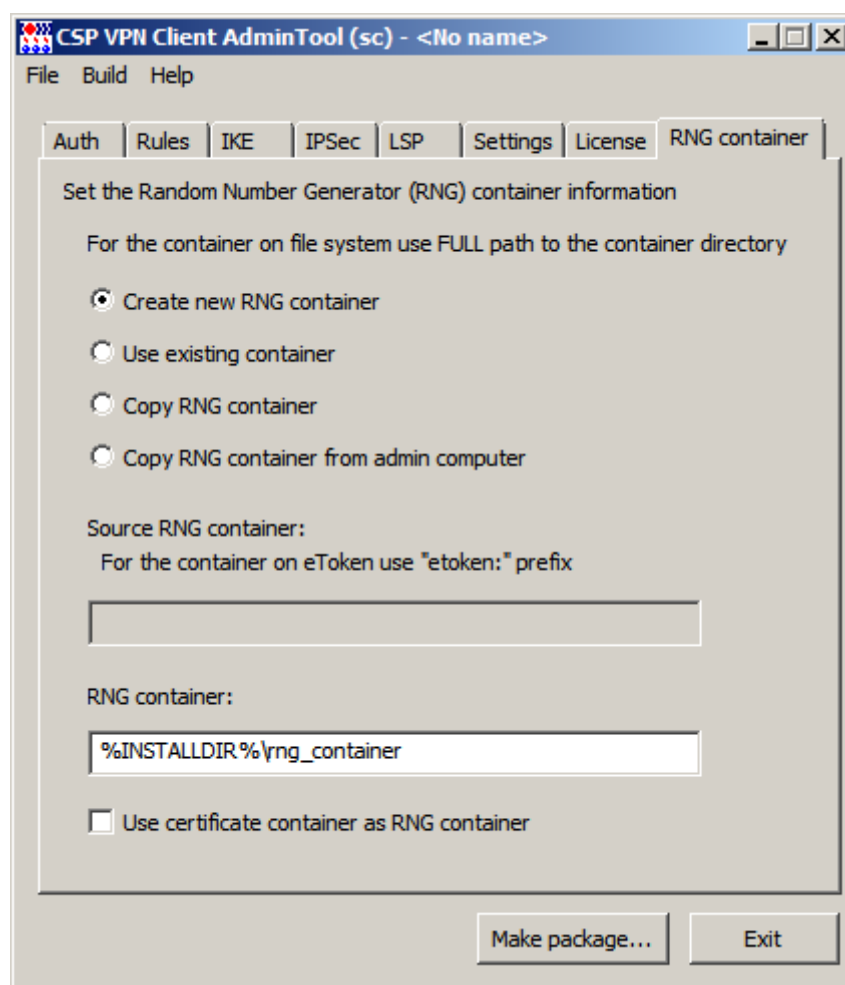 CSP VPN Client AdminTool (sc) - <No name>
File Build Help
Auth Rules IKE IPSec LSP Settings License RNG container
Set the Random Number Generator (RNG) container information
For the container on file system use FULL path to the container directory
Create new RNG container
Use existing container
Copy RNG container
Copy RNG container from admin computer
Source RNG container:
For the container on eToken use "etoken:" prefix
RNG container:
%INSTALLDIR%\rng_container
Use certificate container as RNG container
Make package... Exit